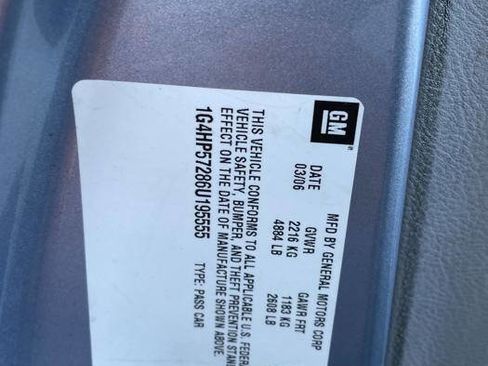 GM
MFD BY GENERAL MOTORS CORP
DATE GVWR GAWR FRT
03/06 2216 KG 1183 KG
4884 LB 2608 LB
THIS VEHICLE CONFORMS TO ALL APPLICABLE U.S.
VEHICLE SAFETY, BUMPER, AND THEFT PREVENTION
EFFECT ON THE DATE OF MANUFACTURE SHOWN ABOVE.
1G4HP57286U195555 TYPE: PASS CAR